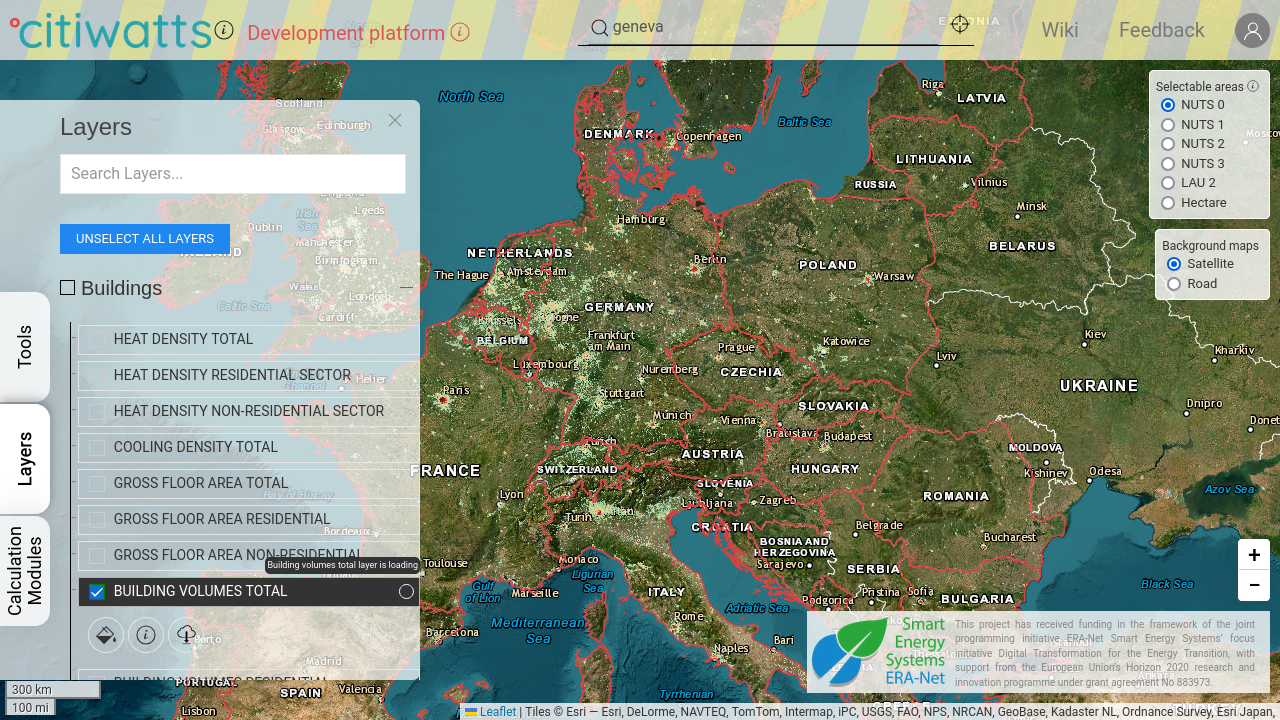 citiwatts
Development platform
geneva
Wiki
Feedback
Layers
Search Layers...
UNSELECT ALL LAYERS
Buildings
HEAT DENSITY TOTAL
HEAT DENSITY RESIDENTIAL SECTOR
HEAT DENSITY NON-RESIDENTIAL SECTOR
COOLING DENSITY TOTAL
GROSS FLOOR AREA TOTAL
GROSS FLOOR AREA RESIDENTIAL
GROSS FLOOR AREA NON-RESIDENTIAL
Building volumes total layer is loading
BUILDING VOLUMES TOTAL
Tools
Layers
Calculation
Modules
Selectable areas
NUTS 0
NUTS 1
NUTS 2
NUTS 3
LAU 2
Hectare
Background maps
Satellite
Road
ESTONIA
Scotland
Glasgow
Edinburgh
North Sea
Riga
LATVIA
DENMARK
Copenhagen
Baltic Sea
LITHUANIA
RUSSIA
Vilnius
Minsk
BELARUS
Moscow
Irish
Sea
Leeds
Dublin
Manchester
IRELAND
Birmingham
Wales
London
Celtic Sea
Cardiff
Hamburg
NETHERLANDS
The Hague
Amsterdam
Berlin
POLAND
Warsaw
GERMANY
Brussels
Cologne
BELGIUM
Frankfurt
am Main
Prague
Katowice
Kiev
Kharkiv
Lviv
Luxembourg
Nuremberg
CZECHIA
UKRAINE
Channel
Helier
Paris
Stuttgart
SLOVAKIA
Dnipro
Munich
Vienna
Bratislava
Budapest
Donet
Zurich
AUSTRIA
HUNGARY
MOLDOVA
Kishinev
Odesa
FRANCE
SWITZERLAND
SLOVENIA
Ljubljana
Zagreb
ROMANIA
Azov Sea
Bay of Biscay
Lyon
Turin
Milan
CROATIA
Belgrade
Bordeaux
BOSNIA AND
HERZEGOVINA
Sarajevo
Bucharest
Toulouse
Monaco
SERBIA
Gulf
of Lion
Marseille
Ligurian
Sea
ITALY
Pristina
Sofia
Black Sea
Podgorica
BULGARIA
Adriatic Sea
Rome
Mediterranean
Sea
Barcelona
Porto
Bari
Naples
Madrid
PORTUGAL
SPAIN
Valencia
Lisbon
Tyrrhenian
+
−
Smart
Energy
Systems
ERA-Net
This project has received funding in the framework of the joint
programming initiative ERA-Net Smart Energy Systems' focus
initiative Digital Transformation for the Energy Transition, with
support from the European Union's Horizon 2020 research and
innovation programme under grant agreement No 883973.
300 km
100 mi
Leaflet | Tiles © Esri — Esri, DeLorme, NAVTEQ, TomTom, Intermap, iPC, USGS, FAO, NPS, NRCAN, GeoBase, Kadaster NL, Ordnance Survey, Esri Japan,